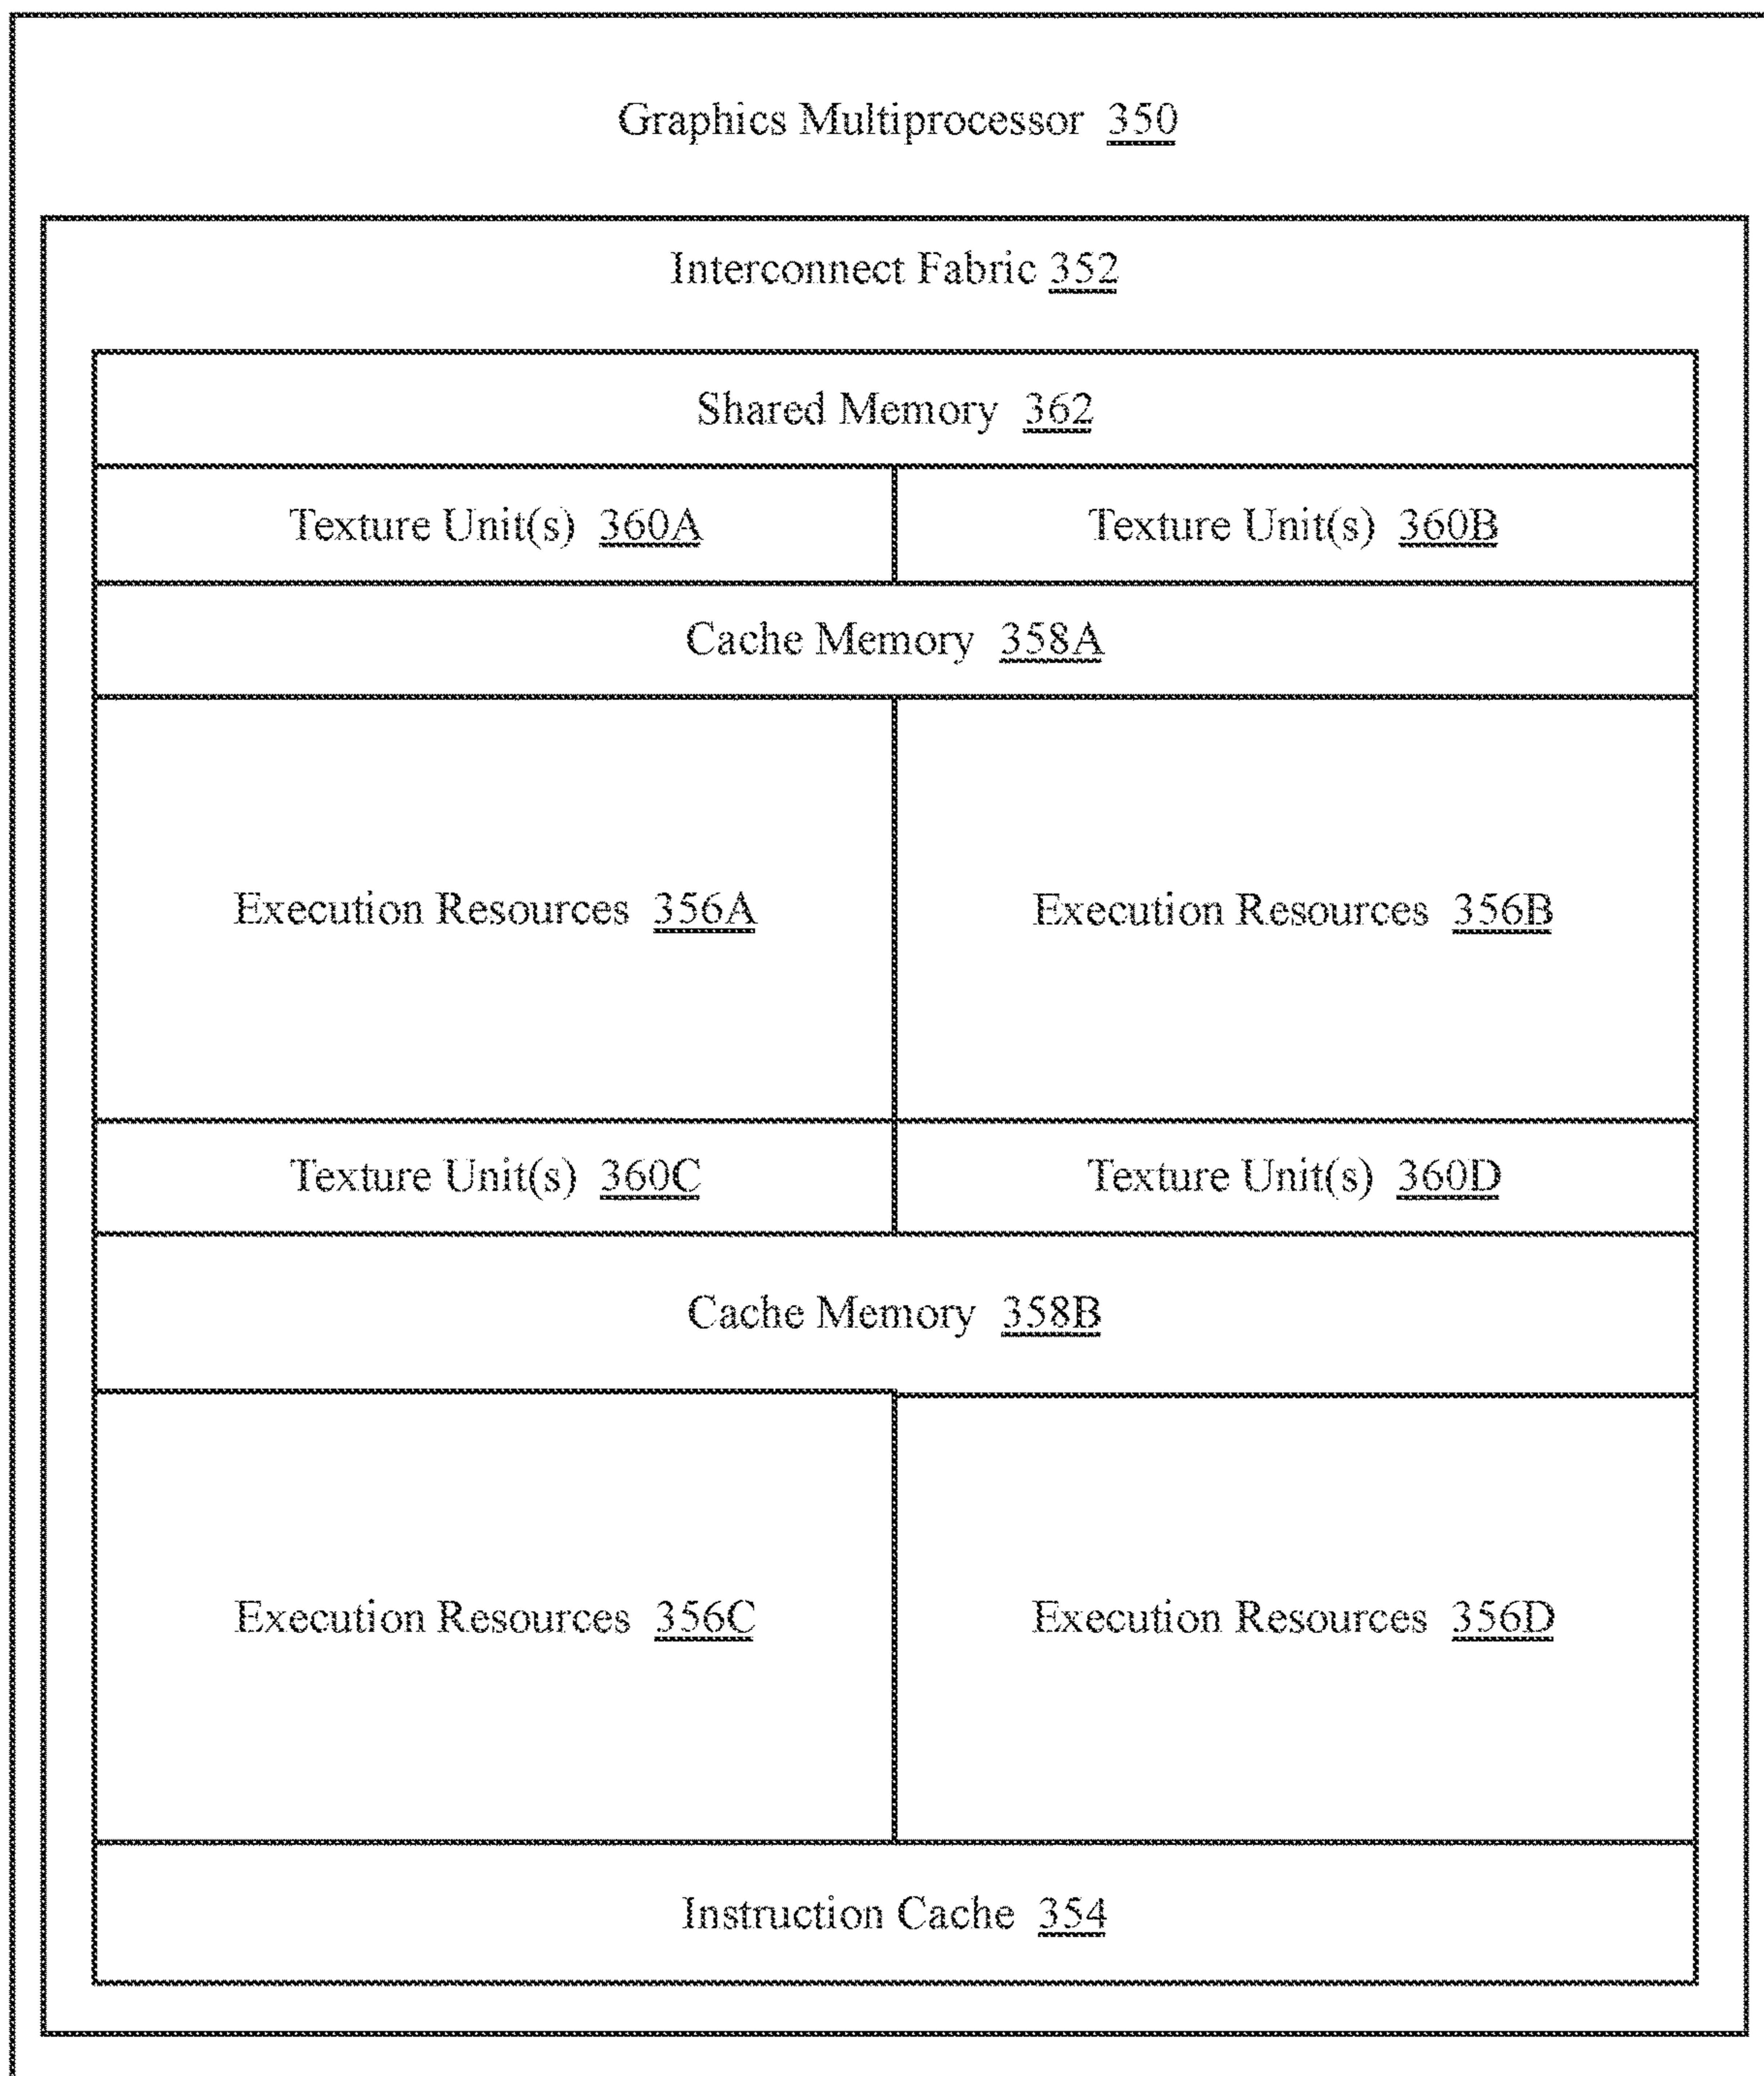 Graphics Multiprocessor 350
Interconnect Fabric 352
Shared Memory 362
Texture Unit(s) 360A
Texture Unit(s) 360B
Cache Memory 358A
Execution Resources 356A
Execution Resources 356B
Texture Unit(s) 360C
Texture Unit(s) 360D
Cache Memory 358B
Execution Resources 356C
Execution Resources 356D
Instruction Cache 354